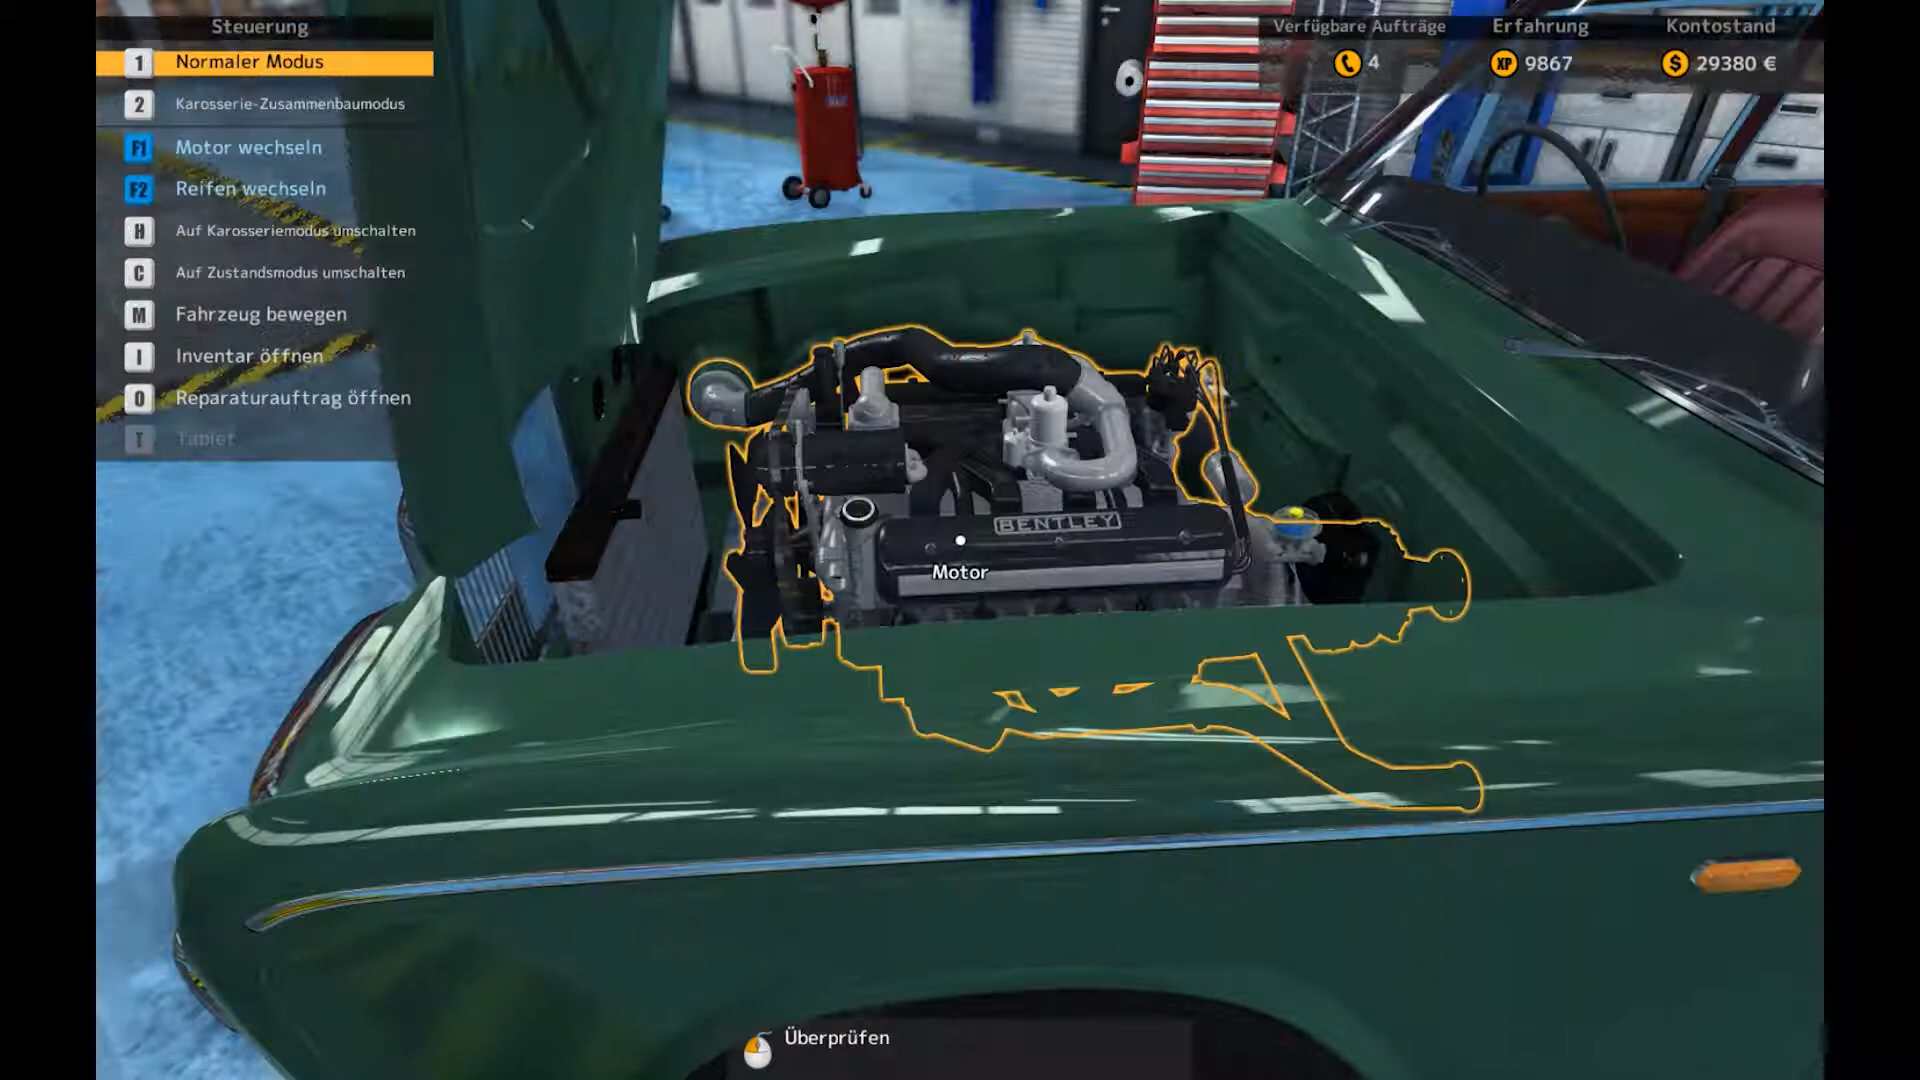 Steuerung
1 Normaler Modus
2 Karosserie-Zusammenbaumodus
F1 Motor wechseln
F2 Reifen wechseln
H Auf Karosseriemodus umschalten
C Auf Zustandsmodus umschalten
M Fahrzeug bewegen
I Inventar öffnen
O Reparaturauftrag öffnen
T Tablet
Verfügbare Aufträge Erfahrung Kontostand
4 XP 9867 $ 29380 €
BENTLEY
Motor
Überprüfen